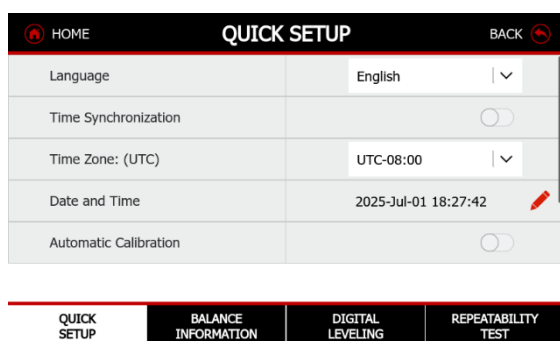 HOME QUICK SETUP BACK
Language English
Time Synchronization
Time Zone: (UTC) UTC-08:00
Date and Time 2025-Jul-01 18:27:42
Automatic Calibration
QUICK SETUP BALANCE INFORMATION DIGITAL LEVELING REPEATABILITY TEST